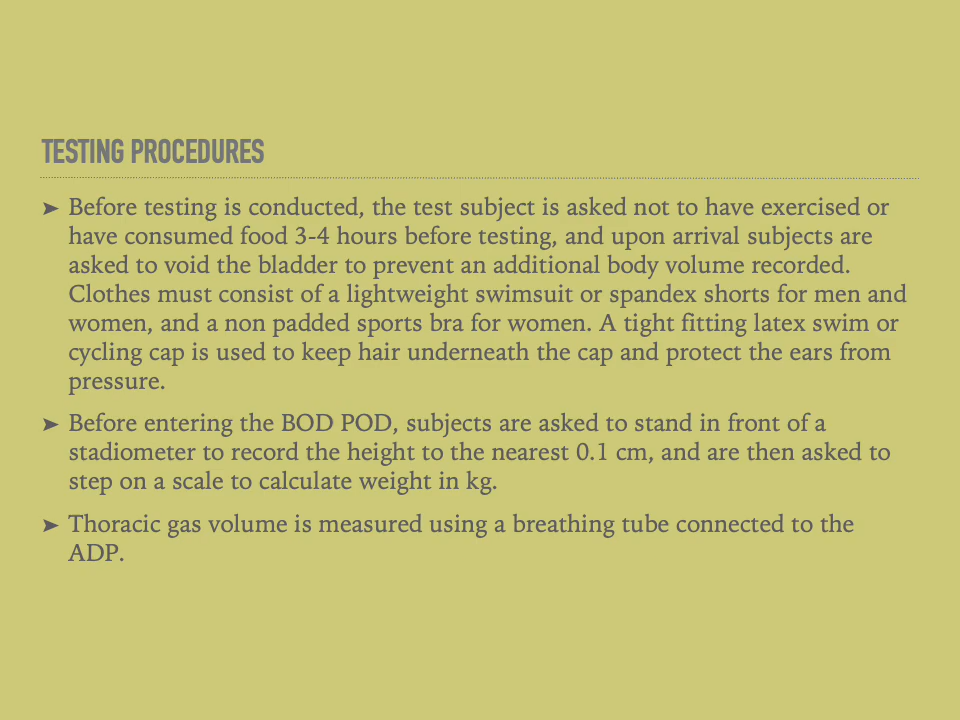 TESTING PROCEDURES
➤ Before testing is conducted, the test subject is asked not to have exercised or
have consumed food 3-4 hours before testing, and upon arrival subjects are
asked to void the bladder to prevent an additional body volume recorded.
Clothes must consist of a lightweight swimsuit or spandex shorts for men and
women, and a non padded sports bra for women. A tight fitting latex swim or
cycling cap is used to keep hair underneath the cap and protect the ears from
pressure.
➤ Before entering the BOD POD, subjects are asked to stand in front of a
stadiometer to record the height to the nearest 0.1 cm, and are then asked to
step on a scale to calculate weight in kg.
➤ Thoracic gas volume is measured using a breathing tube connected to the
ADP.